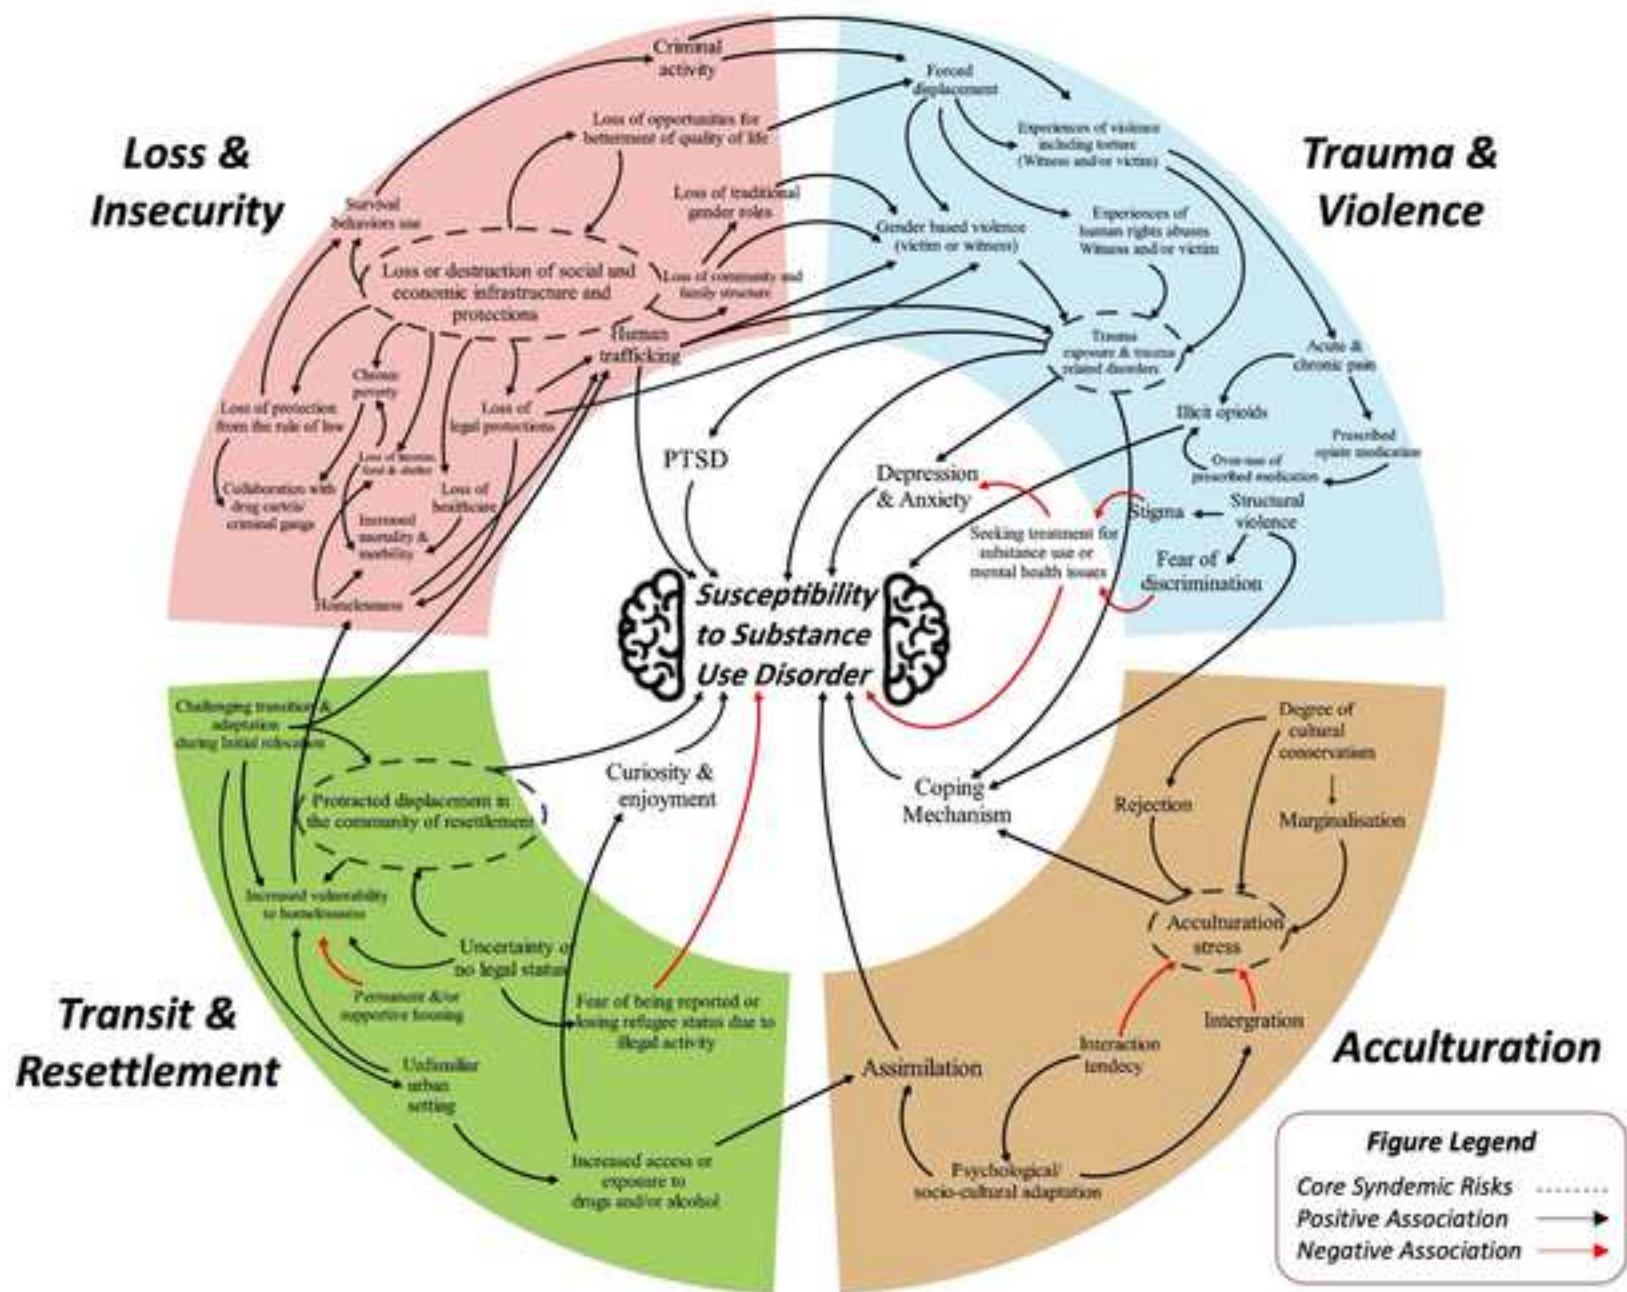 Loss &
Insecurity
Criminal
activity
Loss of opportunities for
betterment of quality of life
Loss of traditional
gender roles
Survival
behaviors use
Loss or destruction of social and
economic infrastructure and
protections
Loss of community and
family structure
Human
trafficking
Chronic
poverty
Loss of protection
from the rule of law
Loss of
legal protections
Loss of income,
food & shelter
Collaboration with
drug cartels/
criminal gangs
Loss of
healthcare
Increased
mortality &
morbility
Homelessness
Trauma &
Violence
Forced
displacement
Experiences of violence
including torture
(Witness and/or victim)
Gender based violence
(victim or witness)
Experiences of
human rights abuses
Witness and/or victim
Trauma
exposure & trauma
related disorders
Acute &
chronic pain
Illicit opioids
Prescribed
opiate medication
Over-use of
prescribed medication
Structural
violence
Stigma
Fear of
discrimination
PTSD
Depression
& Anxiety
Seeking treatment for
substance use or
mental health issues
Susceptibility
to Substance
Use Disorder
Curiosity &
enjoyment
Coping
Mechanism
Transit &
Resettlement
Challenging transition &
adaptation
during Initial relocation
Protracted displacement in
the community of resettlement
Increased vulnerability
to homelessness
Uncertainty o
no legal status
Permanent &/or
supportive housing
Fear of being reported or
losing refugee status due to
illegal activity
Unfamiliar
urban
setting
Increased access or
exposure to
drugs and/or alcohol
Acculturation
Degree of
cultural
conservatism
Rejection
Marginalisation
Acculturation
stress
Intergration
Interaction
tendecy
Assimilation
Psychological/
socio-cultural adaptation
Figure Legend
Core Syndemic Risks
Positive Association
Negative Association